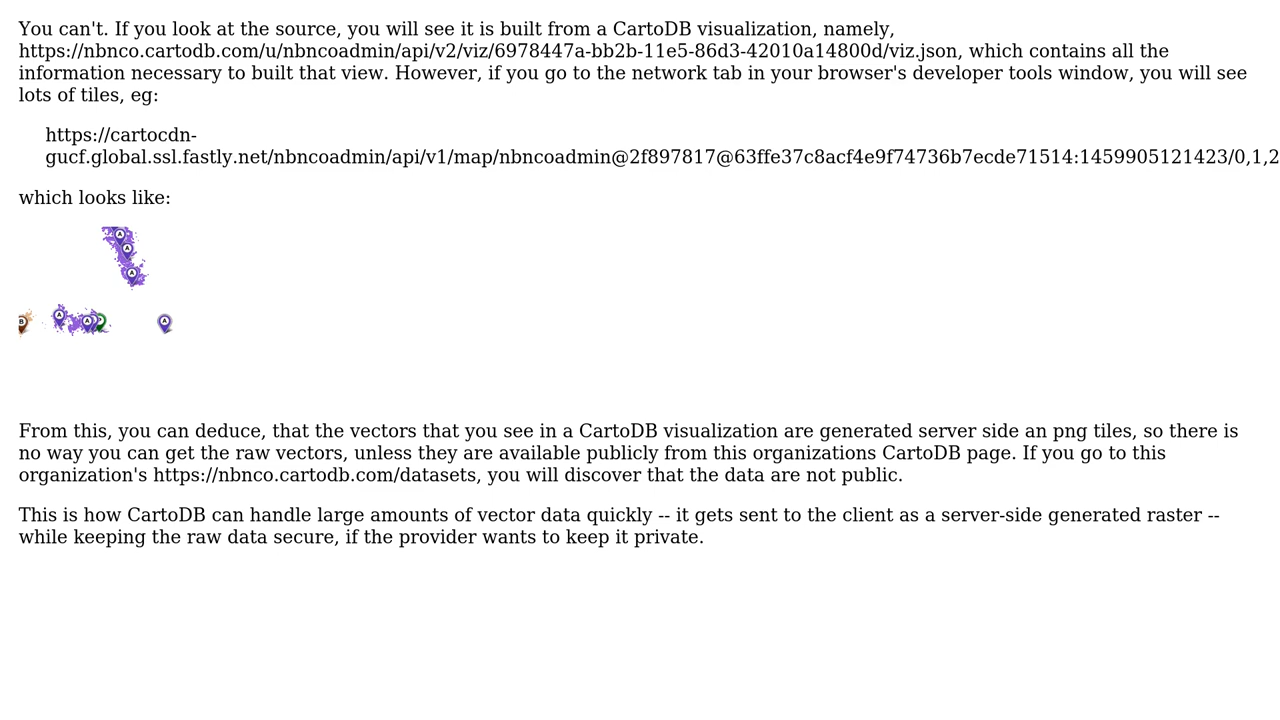 You can't. If you look at the source, you will see it is built from a CartoDB visualization, namely,
https://nbnco.cartodb.com/u/nbncoadmin/api/v2/viz/6978447a-bb2b-11e5-86d3-42010a14800d/viz.json, which contains all the
information necessary to built that view. However, if you go to the network tab in your browser's developer tools window, you will see
lots of tiles, eg:
https://cartocdn-
gucf.global.ssl.fastly.net/nbncoadmin/api/v1/map/nbncoadmin@2f897817@63ffe37c8acf4e9f74736b7ecde71514:1459905121423/0,1,2
which looks like:
A
A
A
B A A A
From this, you can deduce, that the vectors that you see in a CartoDB visualization are generated server side an png tiles, so there is
no way you can get the raw vectors, unless they are available publicly from this organizations CartoDB page. If you go to this
organization's https://nbnco.cartodb.com/datasets, you will discover that the data are not public.
This is how CartoDB can handle large amounts of vector data quickly -- it gets sent to the client as a server-side generated raster --
while keeping the raw data secure, if the provider wants to keep it private.